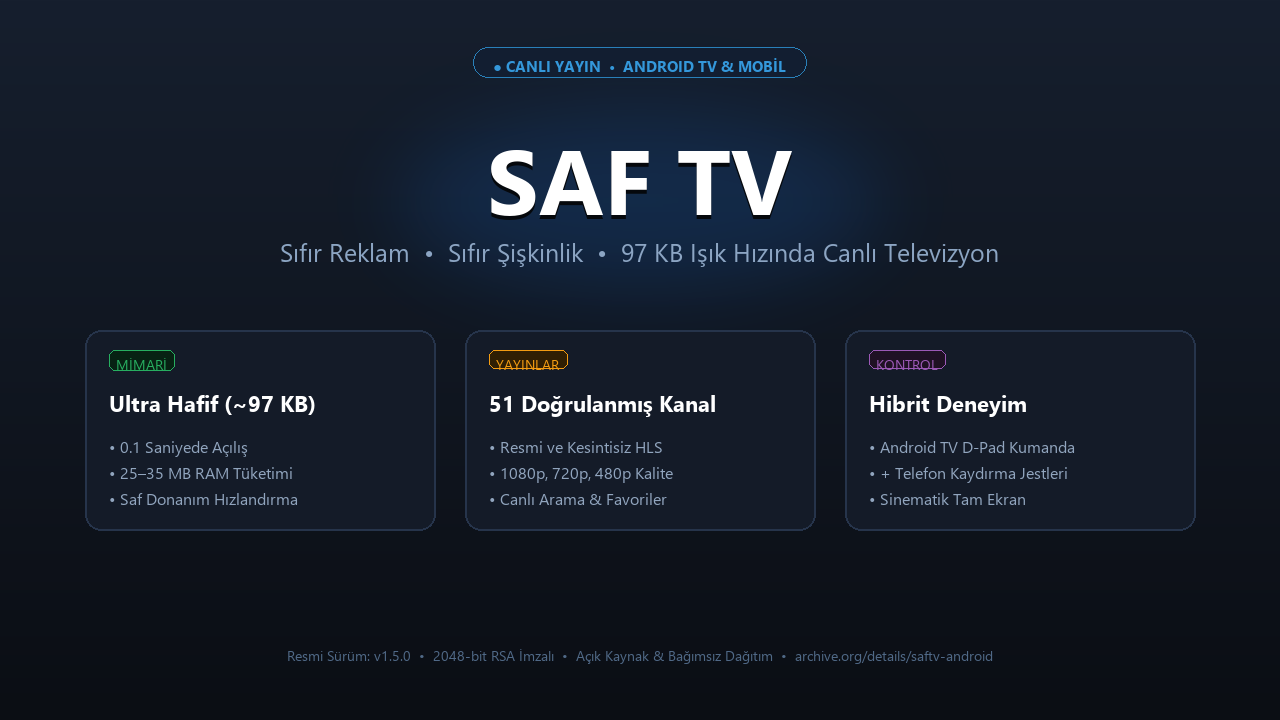 ● CANLI YAYIN • ANDROID TV & MOBİL
SAF TV
Sıfır Reklam • Sıfır Şişkinlik • 97 KB Işık Hızında Canlı Televizyon
MİMARİ
Ultra Hafif (~97 KB)
• 0.1 Saniyede Açılış
• 25–35 MB RAM Tüketimi
• Saf Donanım Hızlandırma
YAYINLAR
51 Doğrulanmış Kanal
• Resmi ve Kesintisiz HLS
• 1080p, 720p, 480p Kalite
• Canlı Arama & Favoriler
KONTROL
Hibrit Deneyim
• Android TV D-Pad Kumanda
• + Telefon Kaydırma Jestleri
• Sinematik Tam Ekran
Resmi Sürüm: v1.5.0 • 2048-bit RSA İmzalı • Açık Kaynak & Bağımsız Dağıtım • archive.org/details/saftv-android